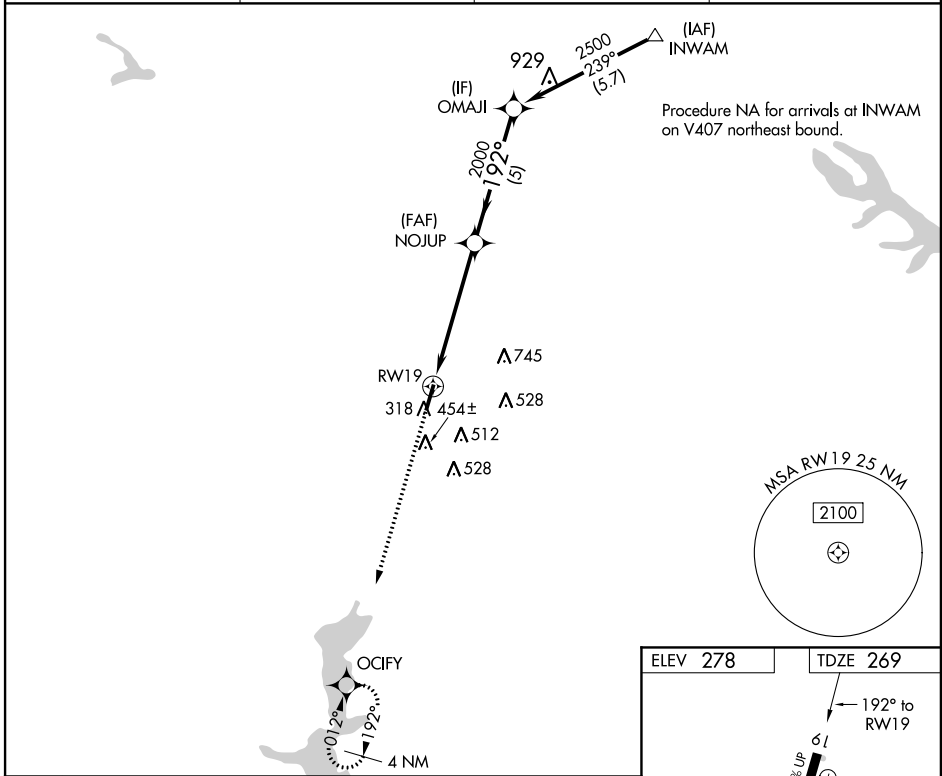 (IAF)
INWAM
2500
239°
(5.7)
929
(IF)
OMAJI
Procedure NA for arrivals at INWAM
on V407 northeast bound.
2000
192°
(5)
(FAF)
NOJUP
745
RW19
318
454±
528
512
528
MSA RW19 25 NM
2100
OCIFY
012°
192°
4 NM
ELEV 278
TDZE 269
192° to
RW19
19
% UP